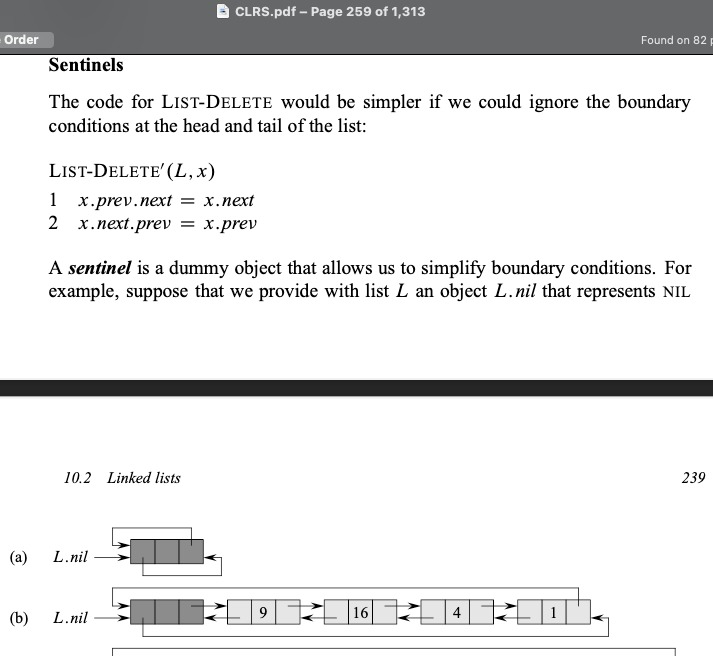 CLRS.pdf – Page 259 of 1,313
Order
Found on 82 p
Sentinels
The code for LIST-DELETE would be simpler if we could ignore the boundary
conditions at the head and tail of the list:
LIST-DELETE′(L, x)
1 x.prev.next = x.next
2 x.next.prev = x.prev
A sentinel is a dummy object that allows us to simplify boundary conditions. For
example, suppose that we provide with list L an object L.nil that represents NIL
10.2 Linked lists 239
(a) L.nil
(b) L.nil 9 16 4 1